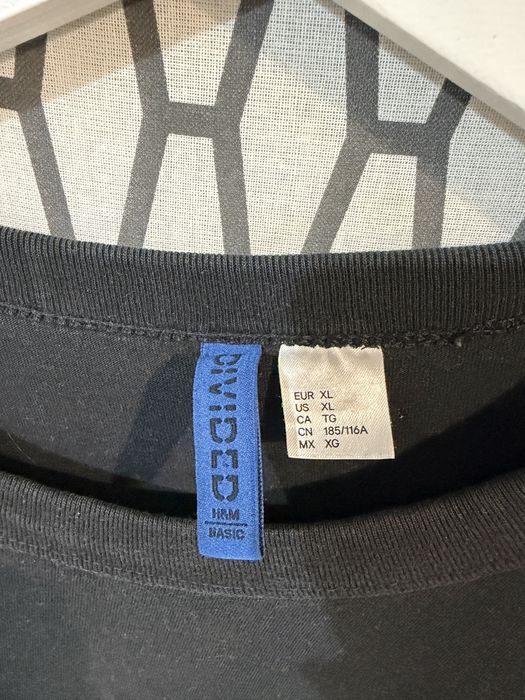 DIVIDED
H&M
BASIC
EUR XL
US XL
CA TG
CN 185/116A
MX XG